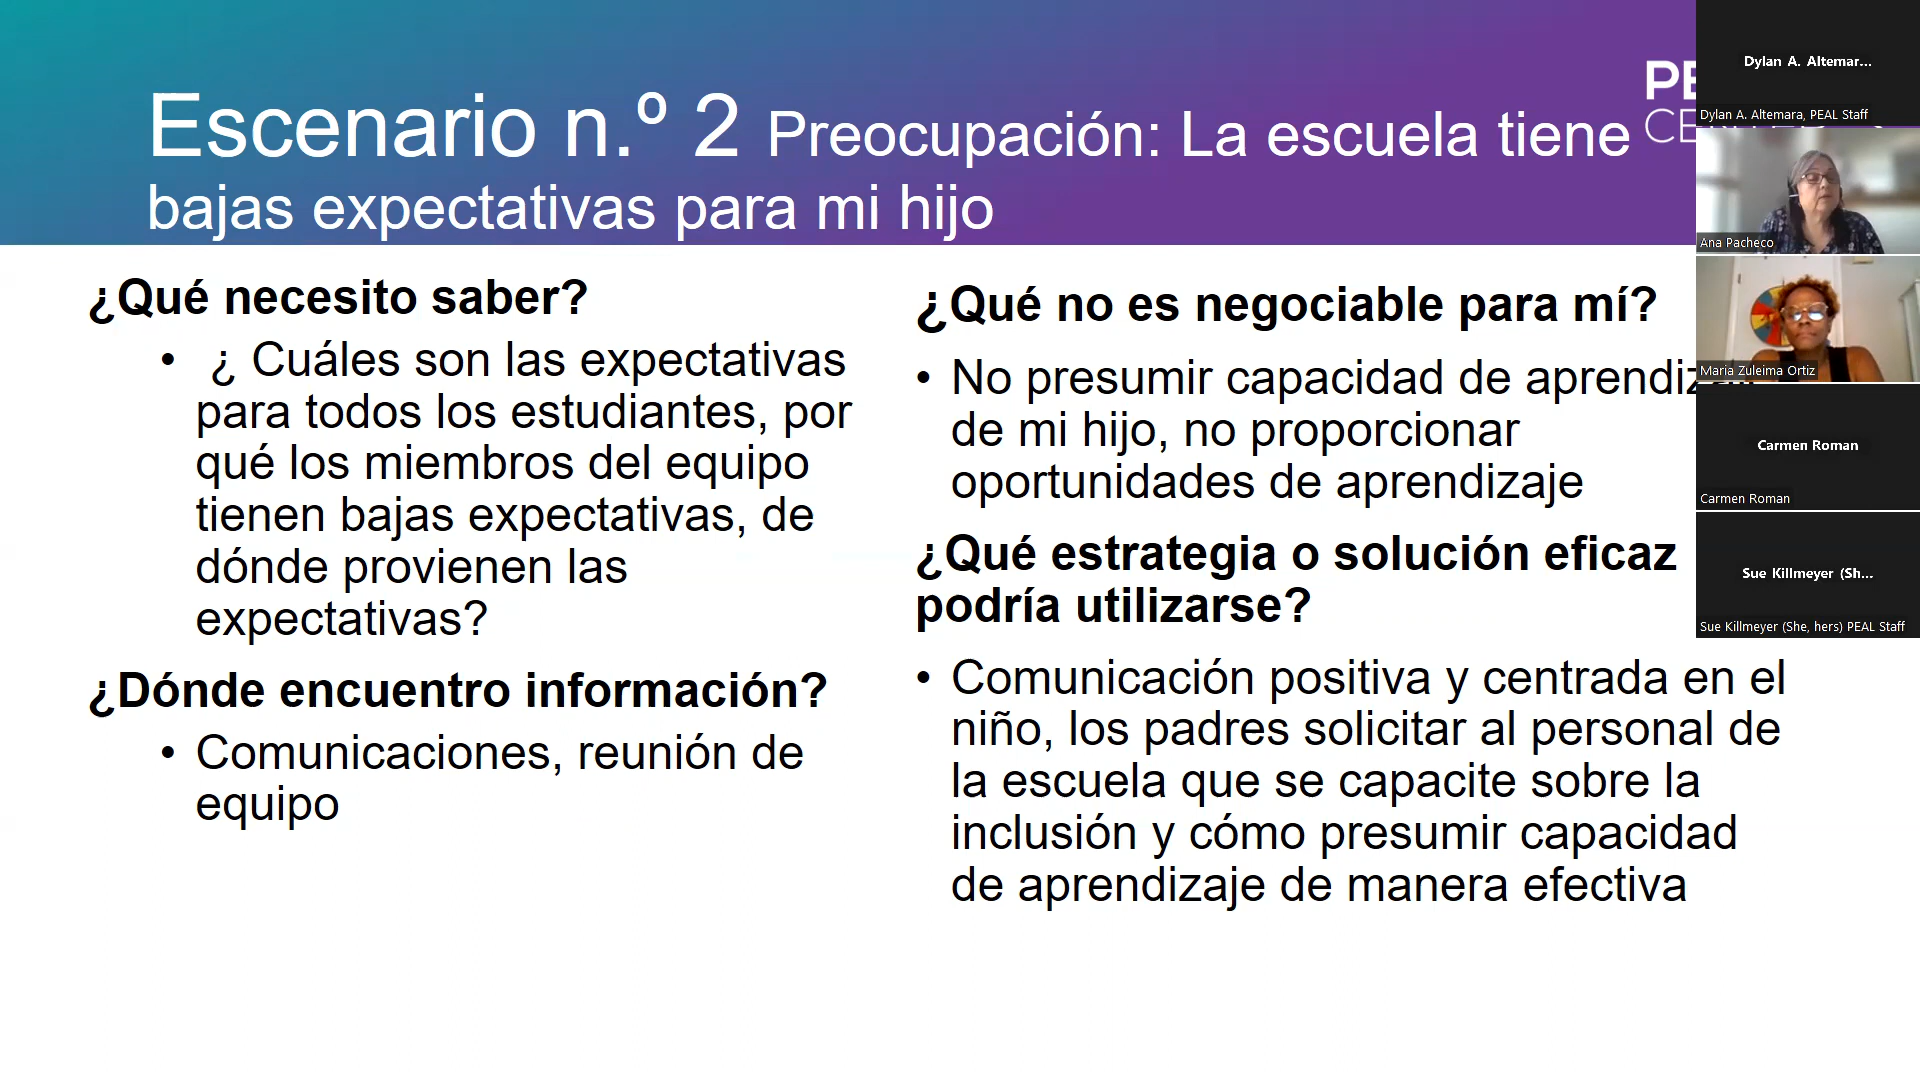 Escenario n.º 2 Preocupación: La escuela tiene
bajas expectativas para mi hijo
¿Qué necesito saber?
• ¿ Cuáles son las expectativas
para todos los estudiantes, por
qué los miembros del equipo
tienen bajas expectativas, de
dónde provienen las
expectativas?
¿Dónde encuentro información?
• Comunicaciones, reunión de
equipo
¿Qué no es negociable para mí?
• No presumir capacidad de aprendizaje
de mi hijo, no proporcionar
oportunidades de aprendizaje
¿Qué estrategia o solución eficaz
podría utilizarse?
• Comunicación positiva y centrada en el
niño, los padres solicitar al personal de
la escuela que se capacite sobre la
inclusión y cómo presumir capacidad
de aprendizaje de manera efectiva
Dylan A. Altemar...
Dylan A. Altemara, PEAL Staff
Ana Pacheco
Maria Zuleima Ortiz
Carmen Roman
Carmen Roman
Sue Killmeyer (Sh...
Sue Killmeyer (She, hers) PEAL Staff